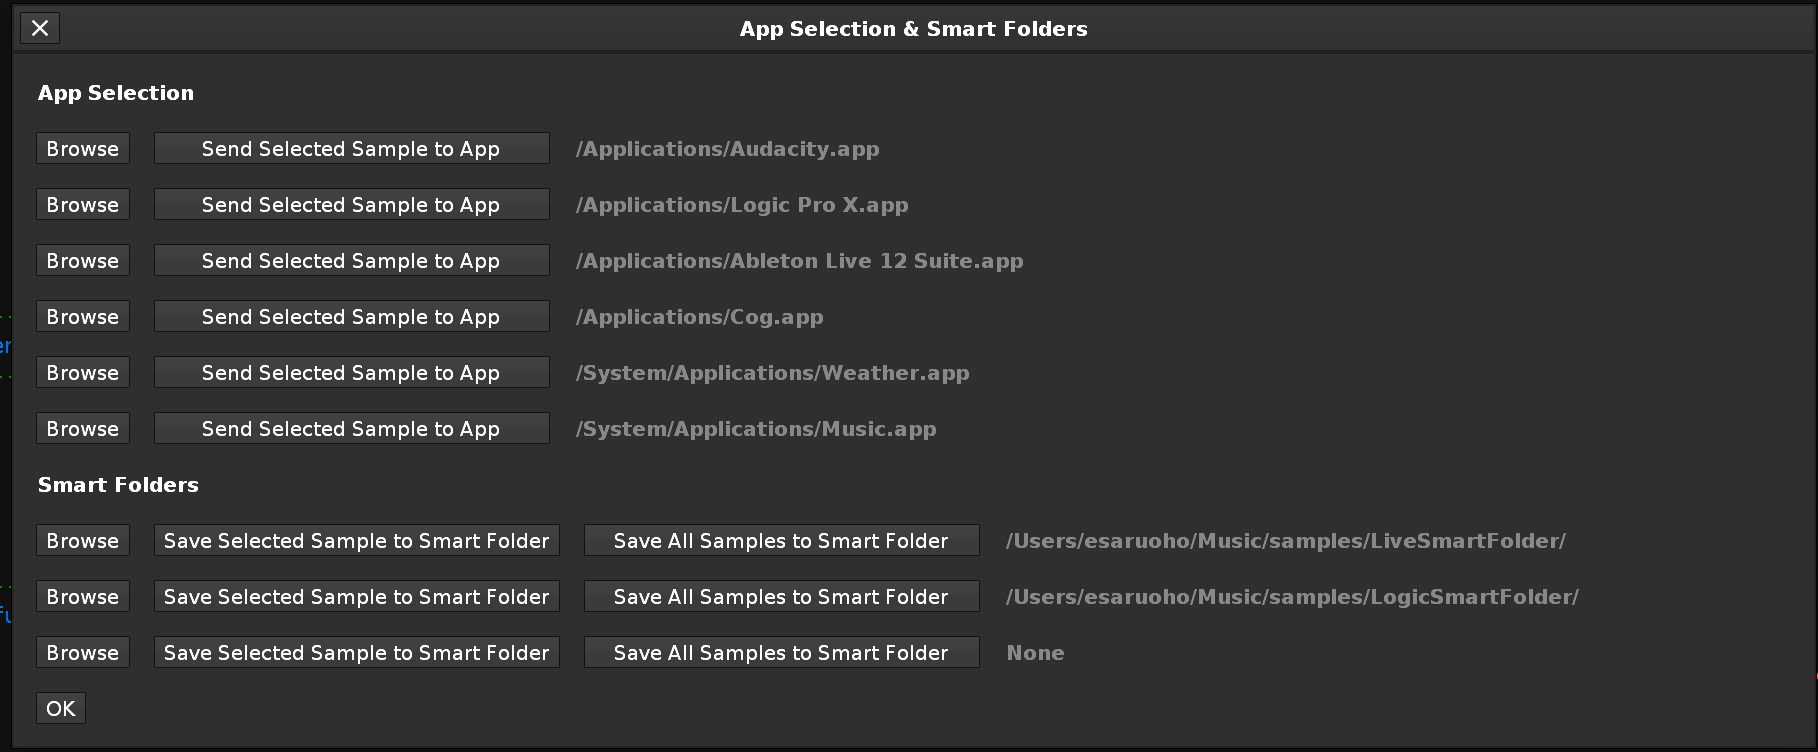 App Selection & Smart Folders
App Selection
Browse Send Selected Sample to App /Applications/Audacity.app
Browse Send Selected Sample to App /Applications/Logic Pro X.app
Browse Send Selected Sample to App /Applications/Ableton Live 12 Suite.app
Browse Send Selected Sample to App /Applications/Cog.app
Browse Send Selected Sample to App /System/Applications/Weather.app
Browse Send Selected Sample to App /System/Applications/Music.app
Smart Folders
Browse Save Selected Sample to Smart Folder Save All Samples to Smart Folder /Users/esaruoho/Music/samples/LiveSmartFolder/
Browse Save Selected Sample to Smart Folder Save All Samples to Smart Folder /Users/esaruoho/Music/samples/LogicSmartFolder/
Browse Save Selected Sample to Smart Folder Save All Samples to Smart Folder None
OK